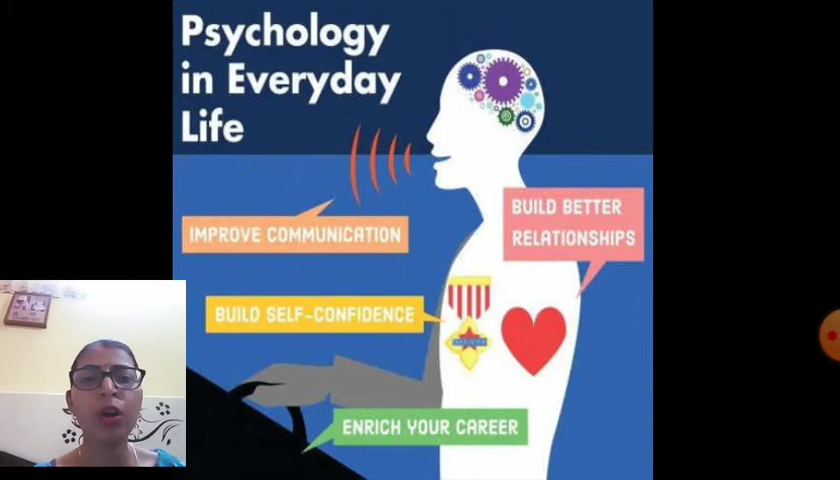 Psychology
in Everyday
Life
IMPROVE COMMUNICATION
BUILD BETTER
RELATIONSHIPS
BUILD SELF-CONFIDENCE
ENRICH YOUR CAREER